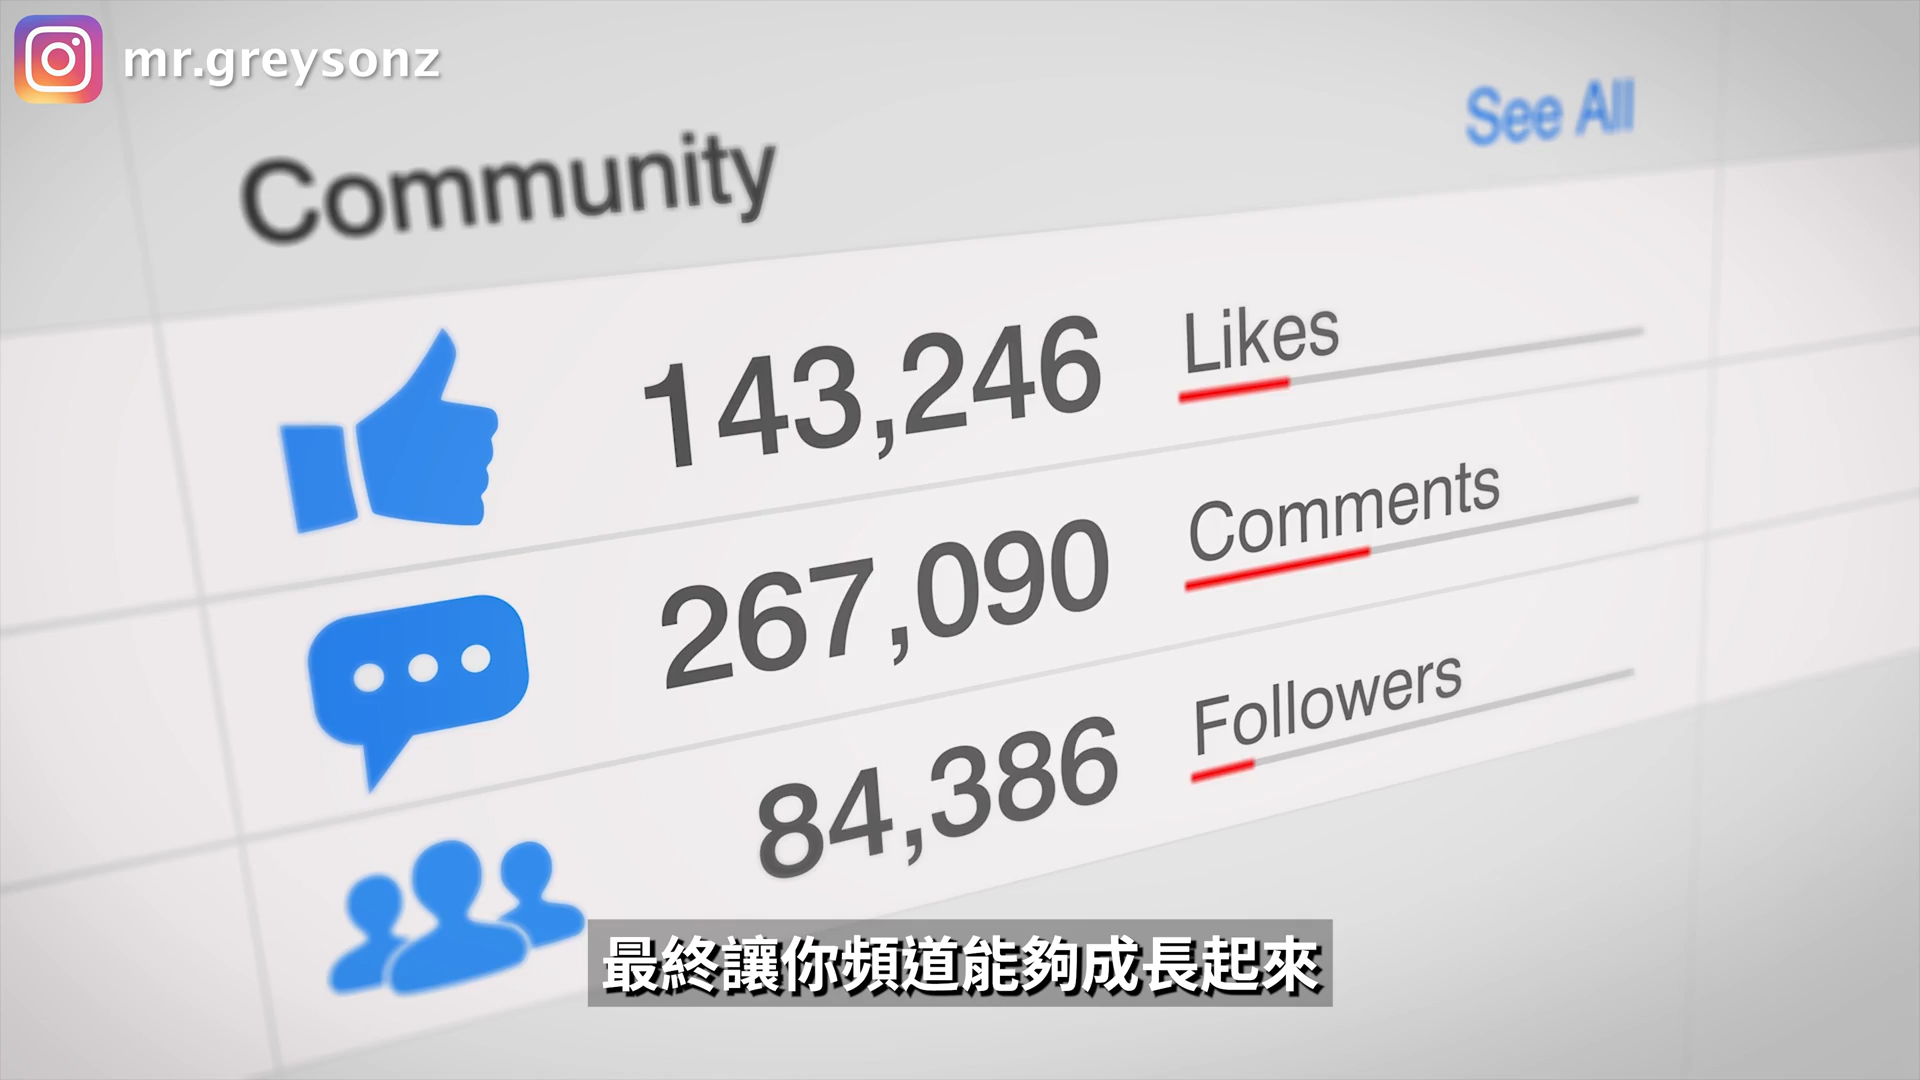 mr.greysonz
See All
Community
143,246 Likes
267,090 Comments
84,386 Followers
最終讓你頻道能夠成長起來